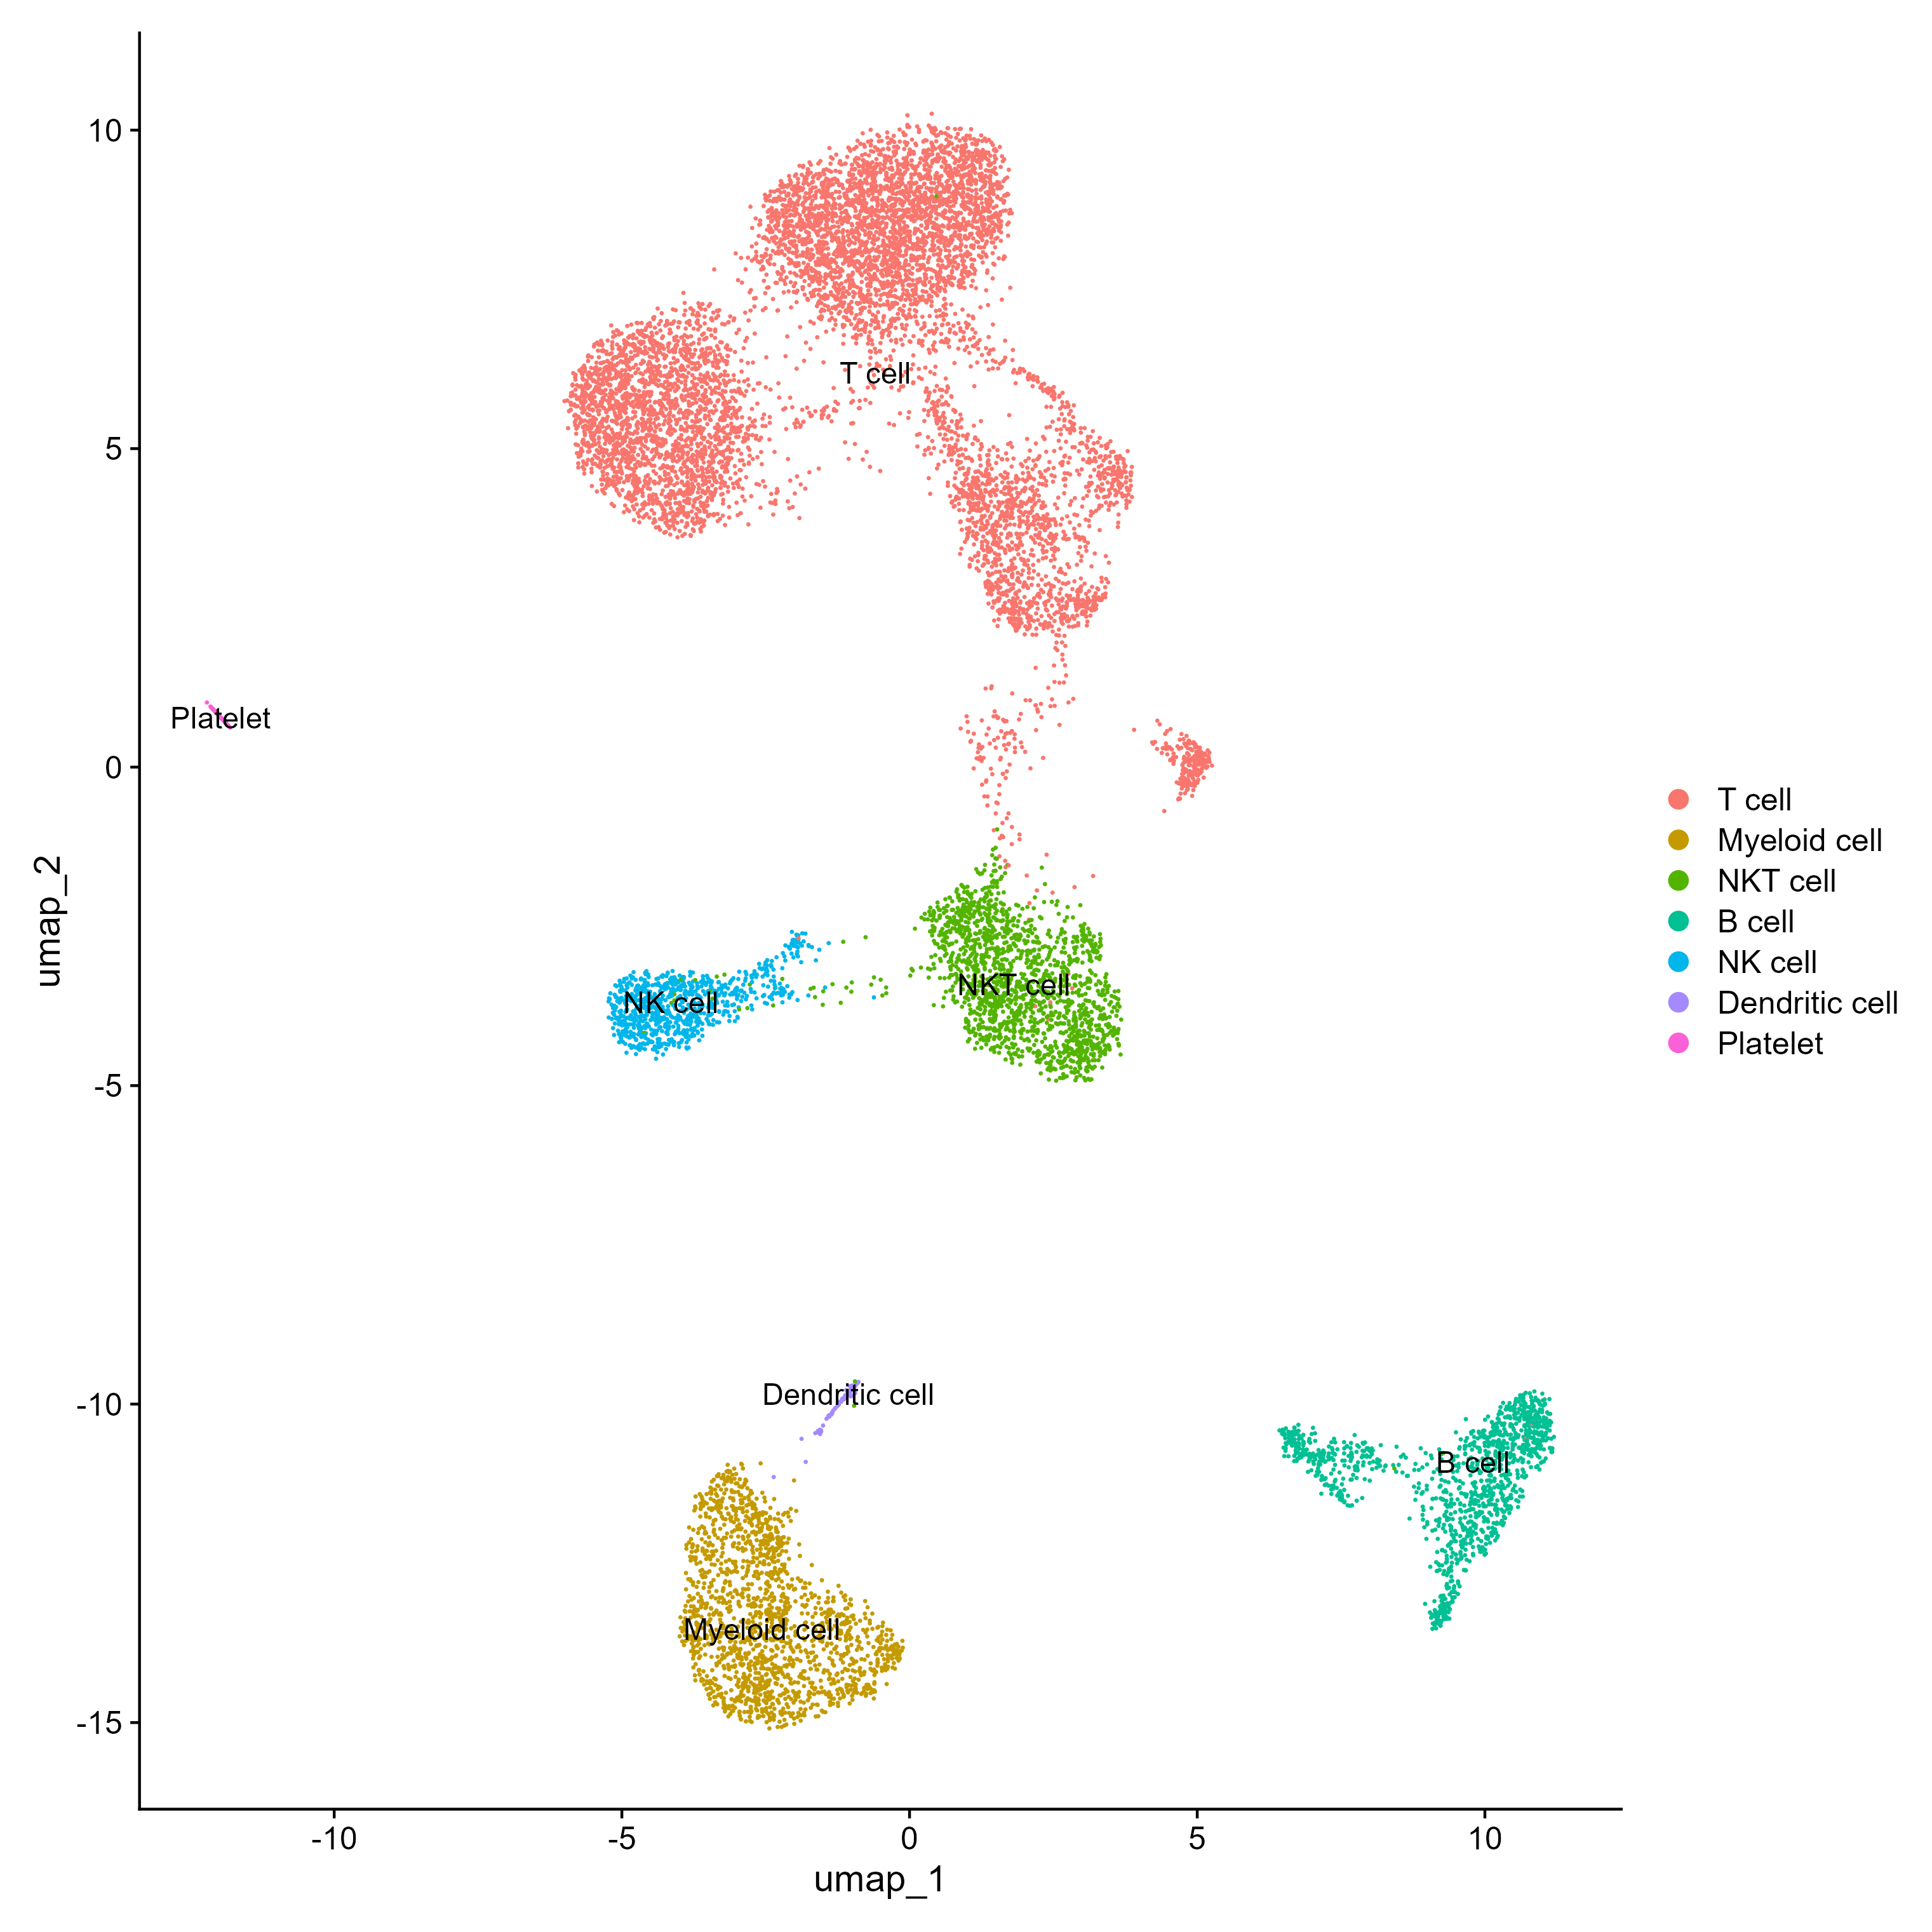 10
5
0
-5
-10
-15
umap_2
-10
-5
0
5
10
umap_1
T cell
Platelet
NK cell
NKT cell
Dendritic cell
B cell
Myeloid cell
T cell
Myeloid cell
NKT cell
B cell
NK cell
Dendritic cell
Platelet